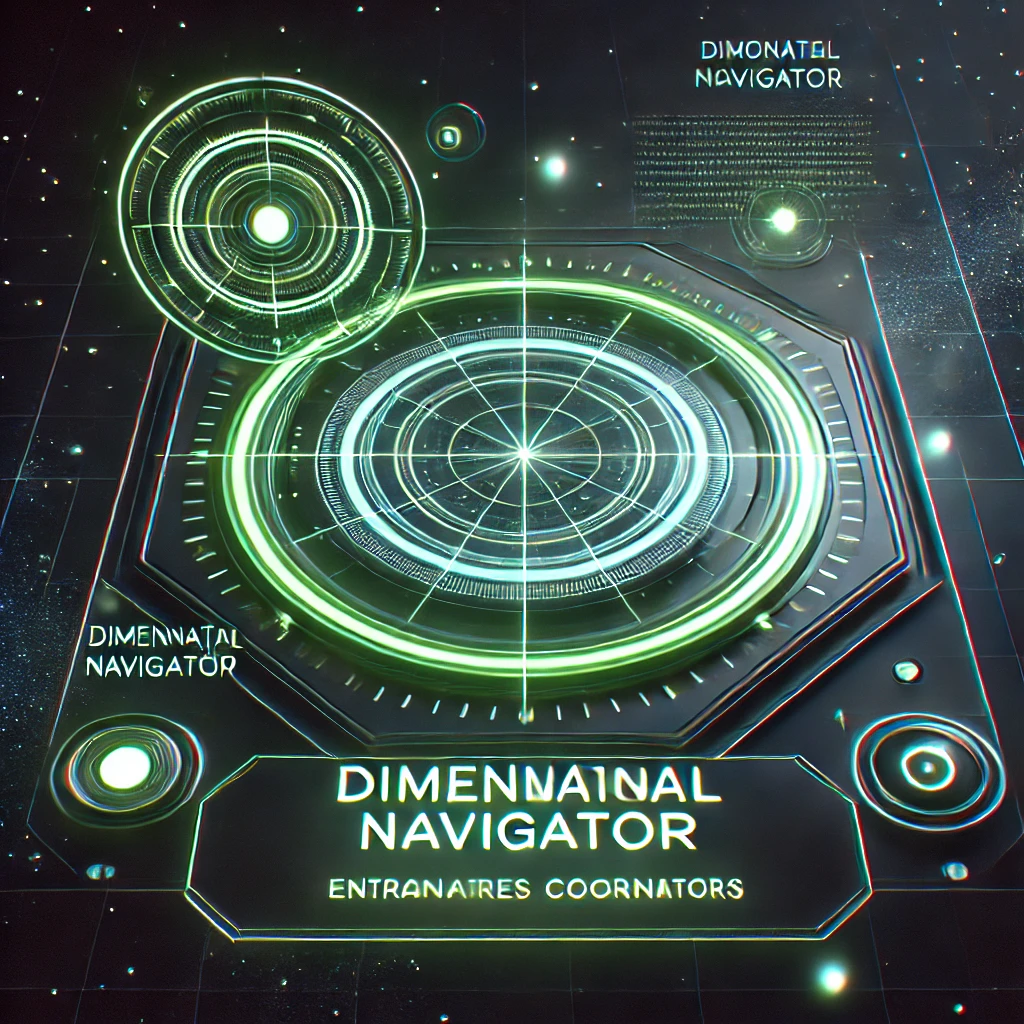 DIMONATEL
NAVIGATOR
DIMENNATAL
NAVIGATOR
DIMENNAINAL
NAVIGATOR
ENTRANAIRES COORNATORS